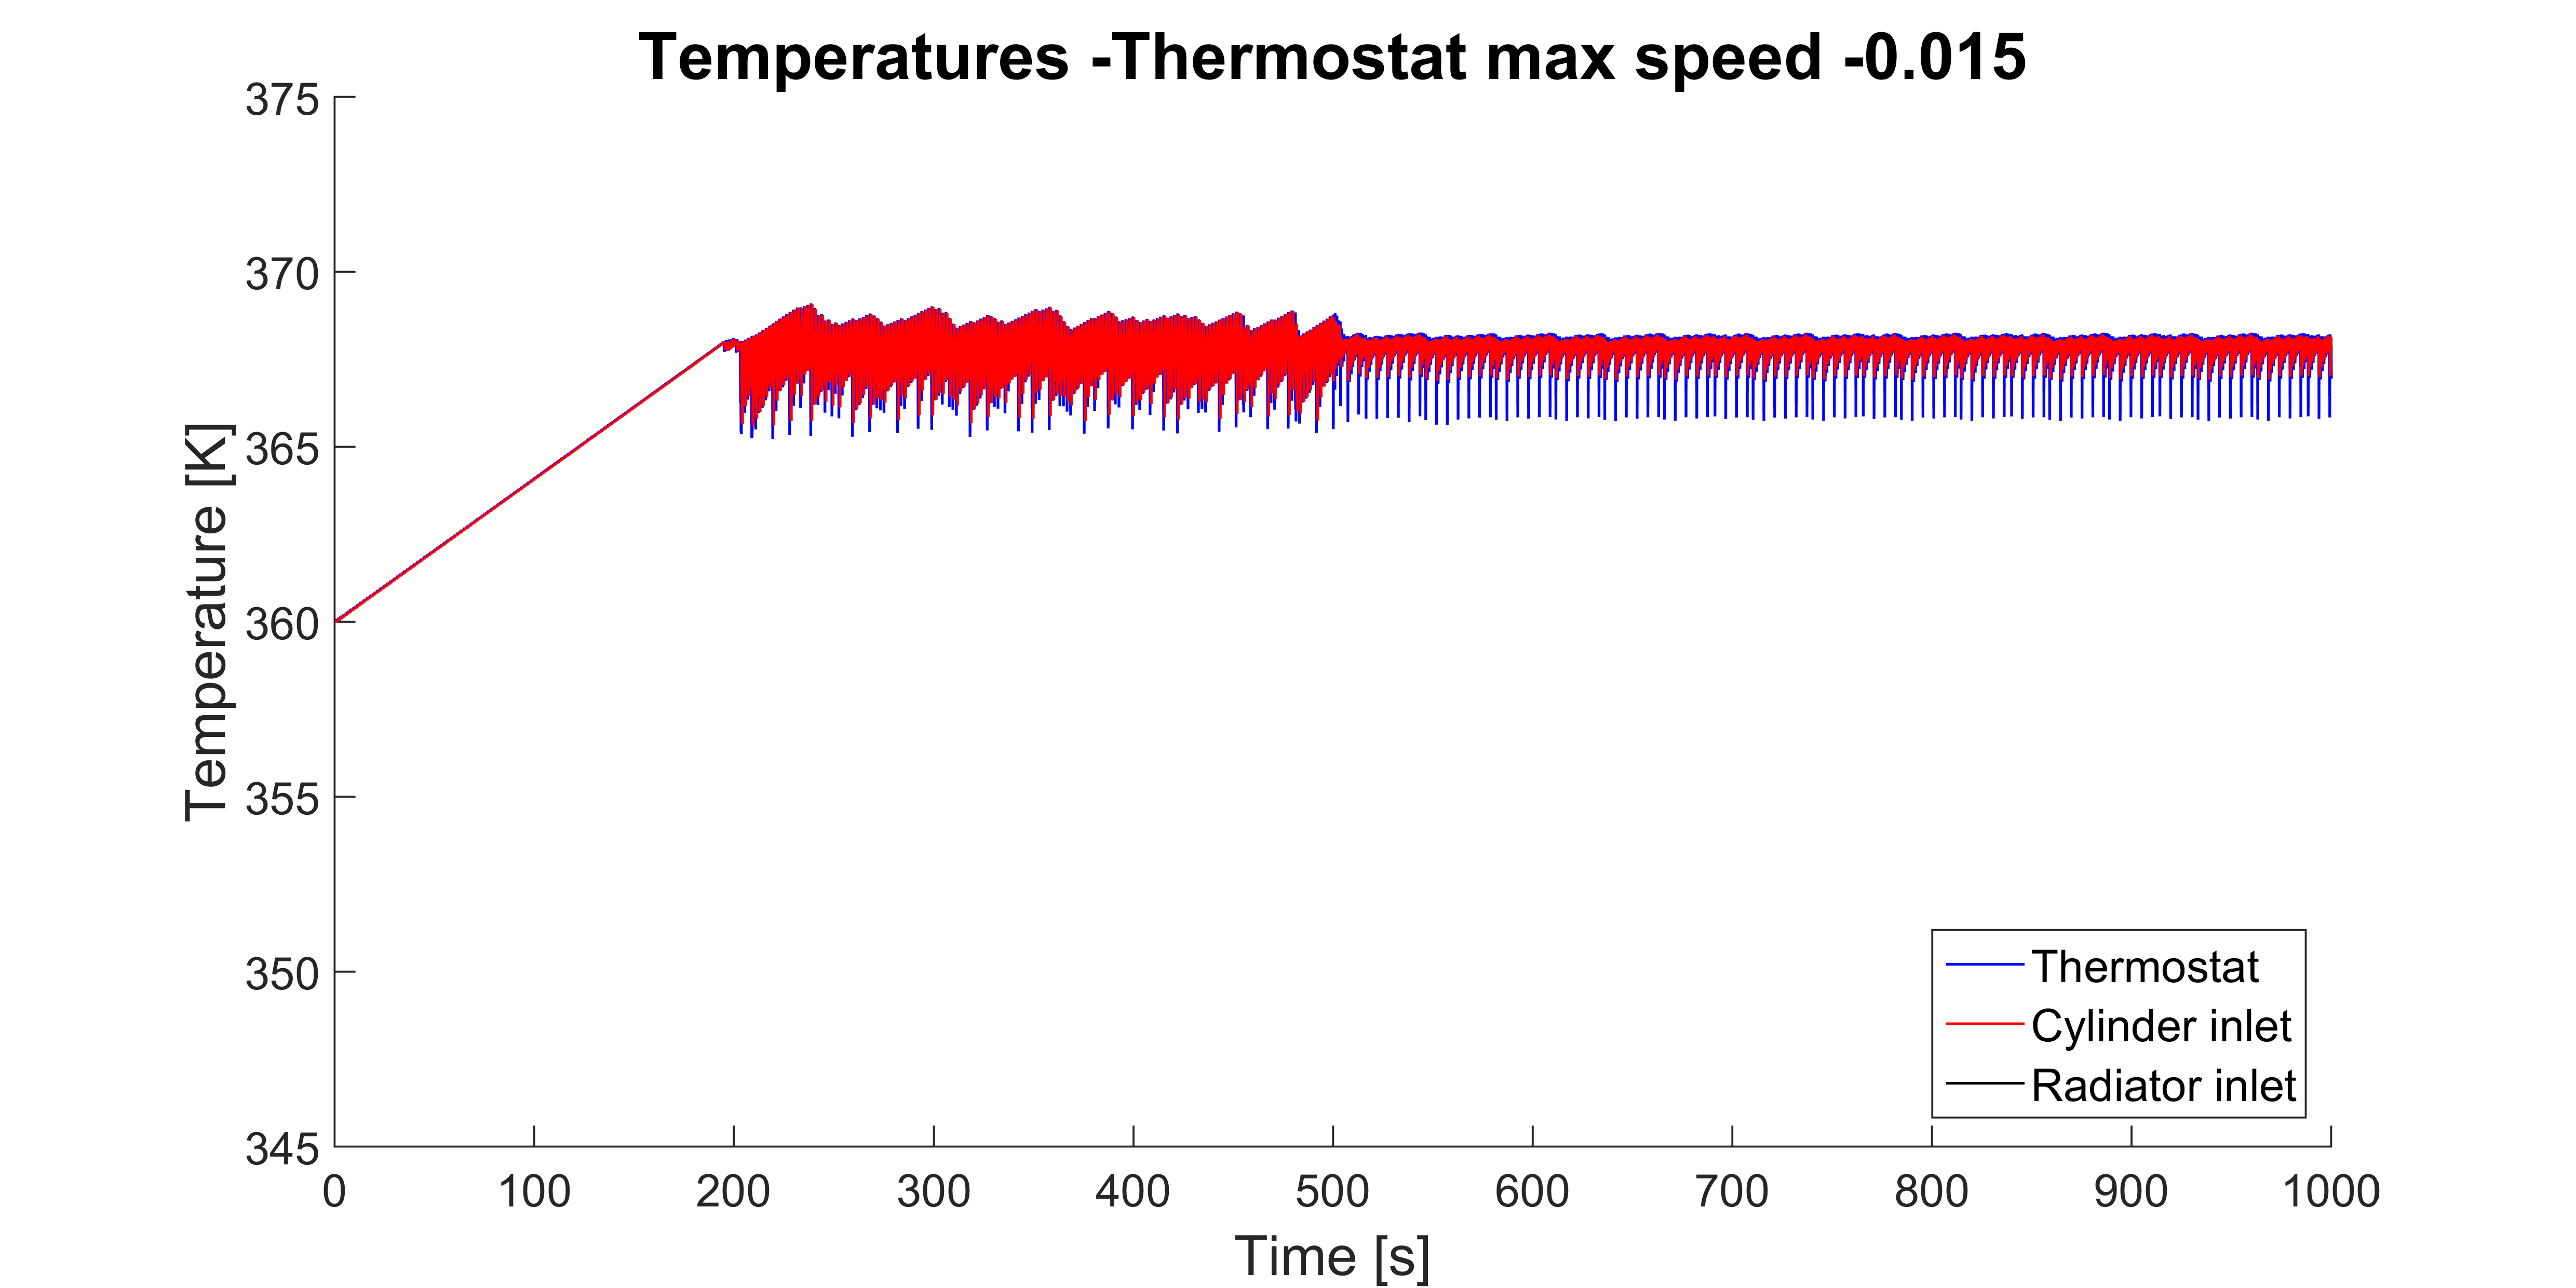 Temperatures -Thermostat max speed -0.015
375
370
365
360
355
350
345
Temperature [K]
Thermostat
Cylinder inlet
Radiator inlet
0 100 200 300 400 500 600 700 800 900 1000
Time [s]